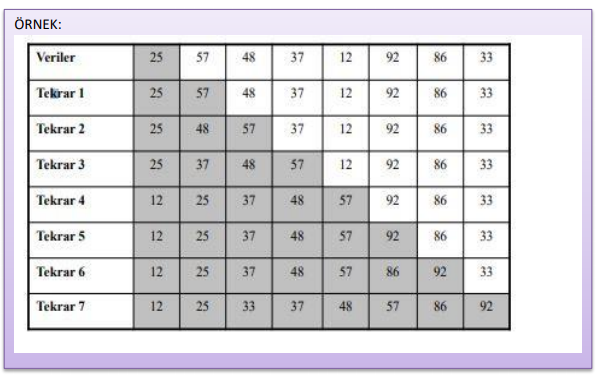 ÖRNEK:
Veriler 25 57 48 37 12 92 86 33
Tekrar 1 25 57 48 37 12 92 86 33
Tekrar 2 25 48 57 37 12 92 86 33
Tekrar 3 25 37 48 57 12 92 86 33
Tekrar 4 12 25 37 48 57 92 86 33
Tekrar 5 12 25 37 48 57 92 86 33
Tekrar 6 12 25 37 48 57 86 92 33
Tekrar 7 12 25 33 37 48 57 86 92